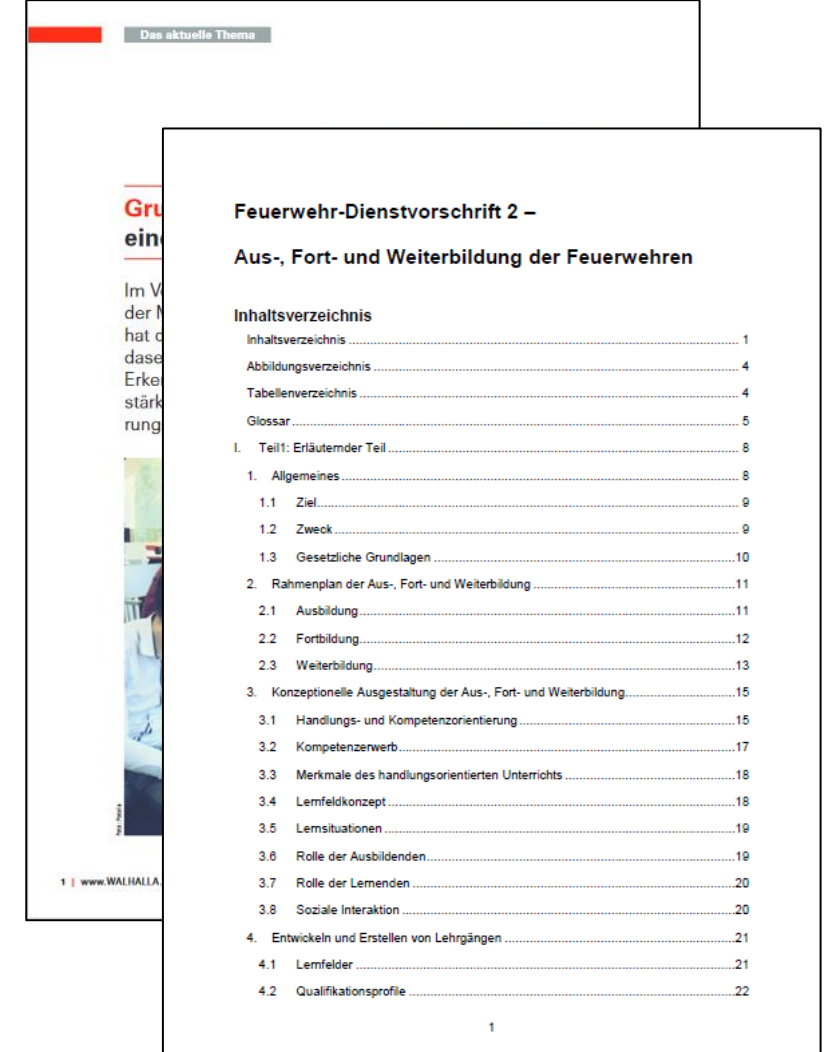 Das aktuelle Thema
Gru
ein
Im V
der M
hat d
dase
Erke
stärk
rung
1 | www.WALHALLA.
Feuerwehr-Dienstvorschrift 2 –
Aus-, Fort- und Weiterbildung der Feuerwehren
Inhaltsverzeichnis
Inhaltsverzeichnis ........ 1
Abbildungsverzeichnis ........ 4
Tabellenverzeichnis ........ 4
Glossar ........ 5
I. Teil1: Erläuternder Teil ........ 8
1. Allgemeines ........ 8
1.1 Ziel ........ 9
1.2 Zweck ........ 9
1.3 Gesetzliche Grundlagen ........ 10
2. Rahmenplan der Aus-, Fort- und Weiterbildung ........ 11
2.1 Ausbildung ........ 11
2.2 Fortbildung ........ 12
2.3 Weiterbildung ........ 13
3. Konzeptionelle Ausgestaltung der Aus-, Fort- und Weiterbildung ........ 15
3.1 Handlungs- und Kompetenzorientierung ........ 15
3.2 Kompetenzerwerb ........ 17
3.3 Merkmale des handlungsorientierten Unterrichts ........ 18
3.4 Lernfeldkonzept ........ 18
3.5 Lernsituationen ........ 19
3.6 Rolle der Ausbildenden ........ 19
3.7 Rolle der Lernenden ........ 20
3.8 Soziale Interaktion ........ 20
4. Entwickeln und Erstellen von Lehrgängen ........ 21
4.1 Lernfelder ........ 21
4.2 Qualifikationsprofile ........ 22
1